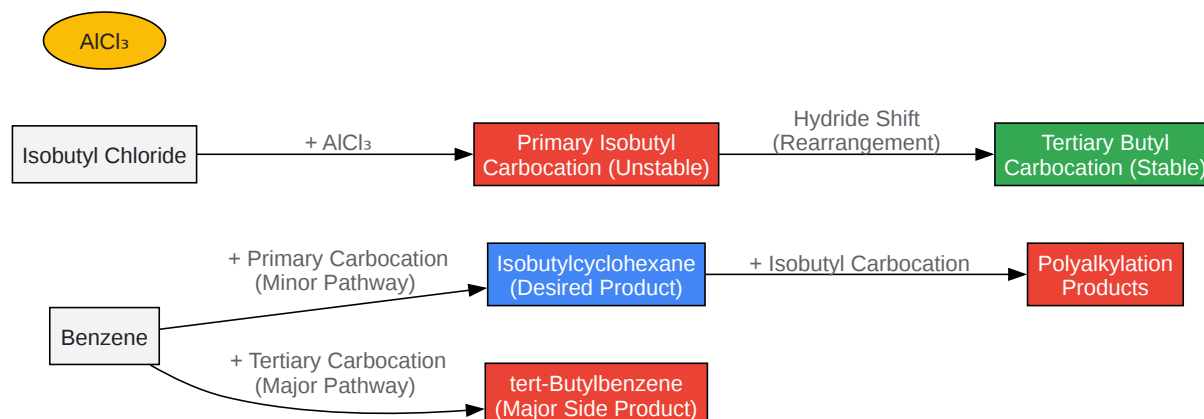 AlCl₃
Isobutyl Chloride
+ AlCl₃
Primary Isobutyl
Carbocation (Unstable)
Hydride Shift
(Rearrangement)
Tertiary Butyl
Carbocation (Stable)
Benzene
+ Primary Carbocation
(Minor Pathway)
Isobutylcyclohexane
(Desired Product)
+ Isobutyl Carbocation
Polyalkylation
Products
+ Tertiary Carbocation
(Major Pathway)
tert-Butylbenzene
(Major Side Product)